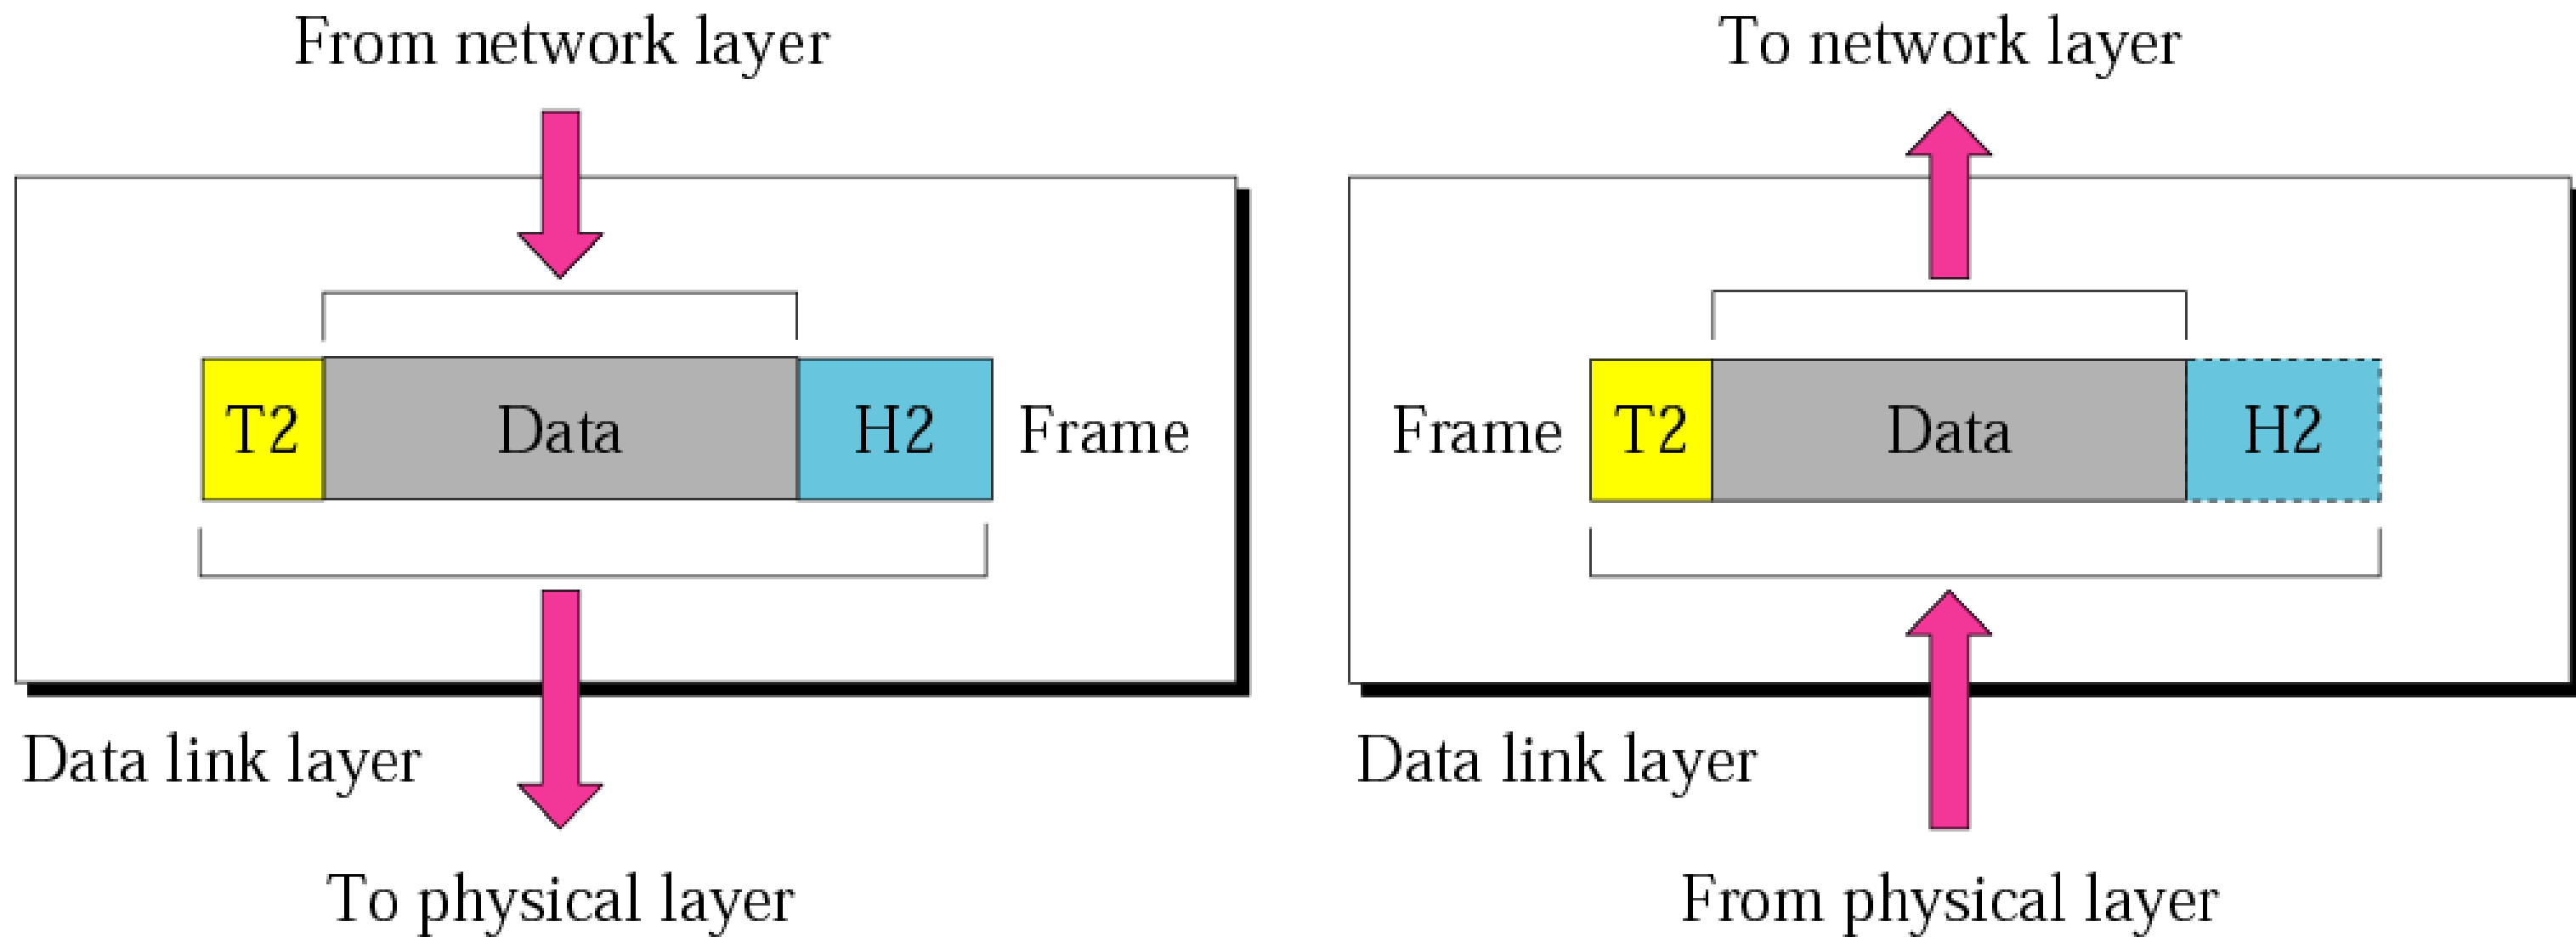 From network layer
T2 Data H2 Frame
Data link layer
To physical layer
To network layer
Frame T2 Data H2
Data link layer
From physical layer